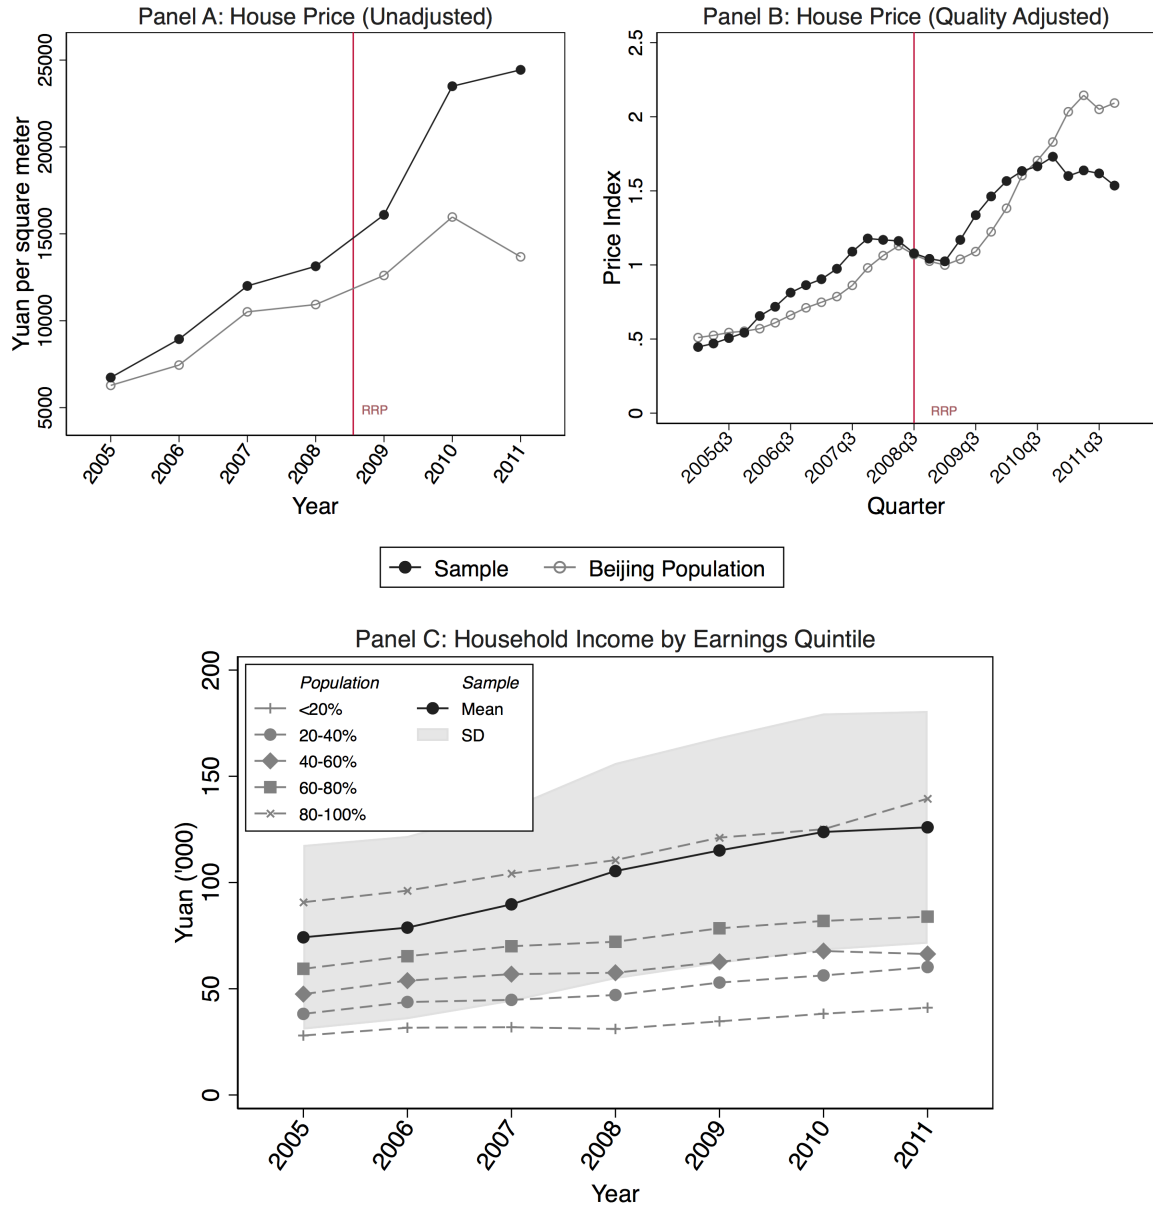 Panel A: House Price (Unadjusted)
Yuan per square meter
25000
20000
15000
10000
5000
RRP
2005
2006
2007
2008
2009
2010
2011
Year
Panel B: House Price (Quality Adjusted)
Price Index
2.5
2
1.5
1
.5
0
RRP
2005q3
2006q3
2007q3
2008q3
2009q3
2010q3
2011q3
Quarter
Sample
Beijing Population
Panel C: Household Income by Earnings Quintile
Yuan ('000)
200
150
100
50
0
Population
<20%
20-40%
40-60%
60-80%
80-100%
Sample
Mean
SD
2005
2006
2007
2008
2009
2010
2011
Year